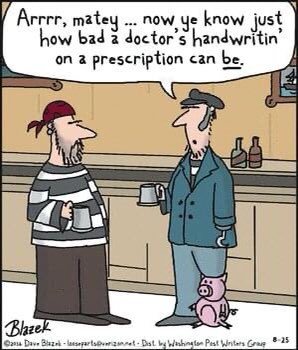 Arrrr, matey ... now ye know just
how bad a doctor's handwritin'
on a prescription can be.
Blazek
©2016 Dave Blazek - looseparts@verizon.net - Dist. by Washington Post Writers Group
8-25